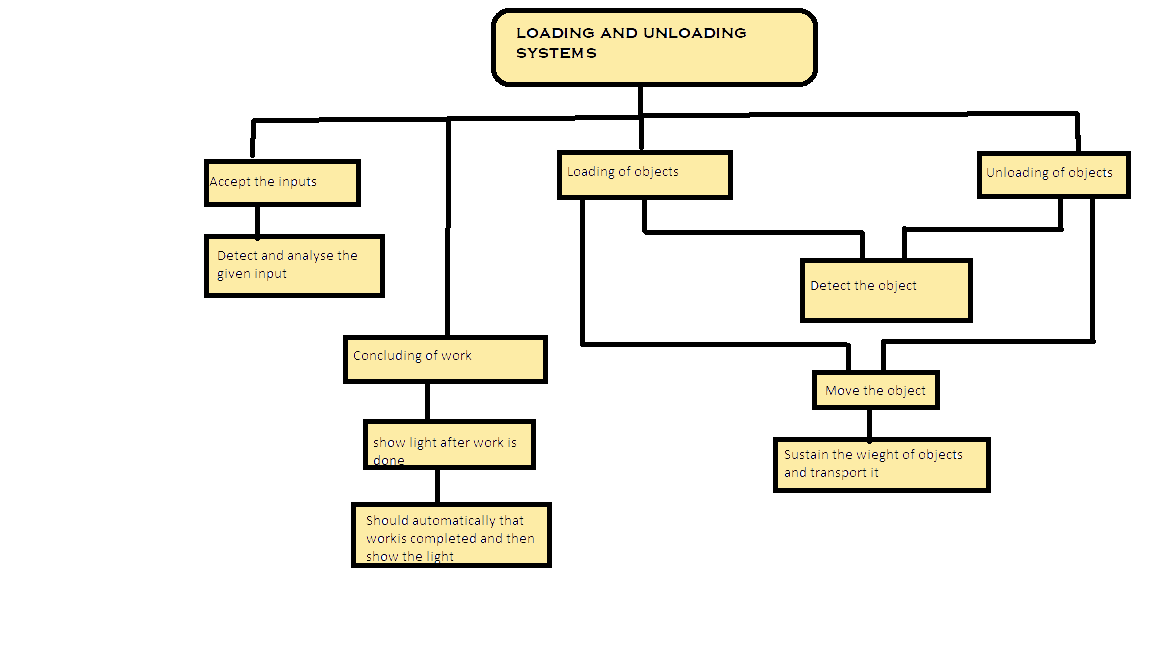 LOADING AND UNLOADING
SYSTEMS
Accept the inputs
Detect and analyse the
given input
Concluding of work
show light after work is
done
Should automatically that
workis completed and then
show the light
Loading of objects
Unloading of objects
Detect the object
Move the object
Sustain the wieght of objects
and transport it